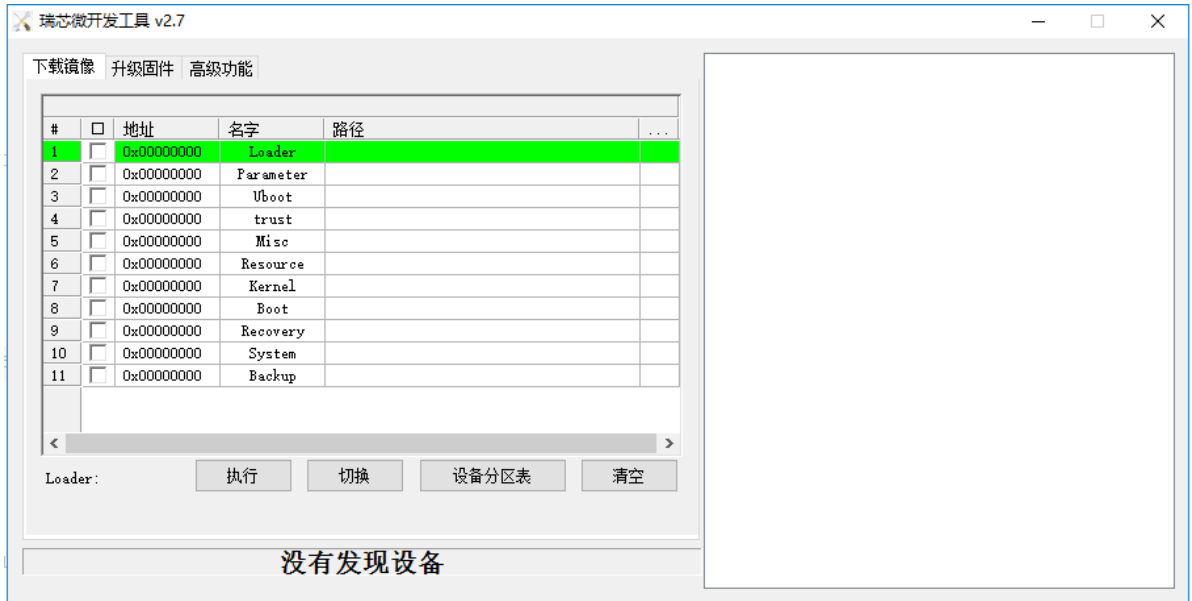 瑞芯微开发工具 v2.7
下载镜像 升级固件 高级功能
# 地址 名字 路径 ...
1 0x00000000 Loader
2 0x00000000 Parameter
3 0x00000000 Uboot
4 0x00000000 trust
5 0x00000000 Misc
6 0x00000000 Resource
7 0x00000000 Kernel
8 0x00000000 Boot
9 0x00000000 Recovery
10 0x00000000 System
11 0x00000000 Backup
Loader: 执行 切换 设备分区表 清空
没有发现设备